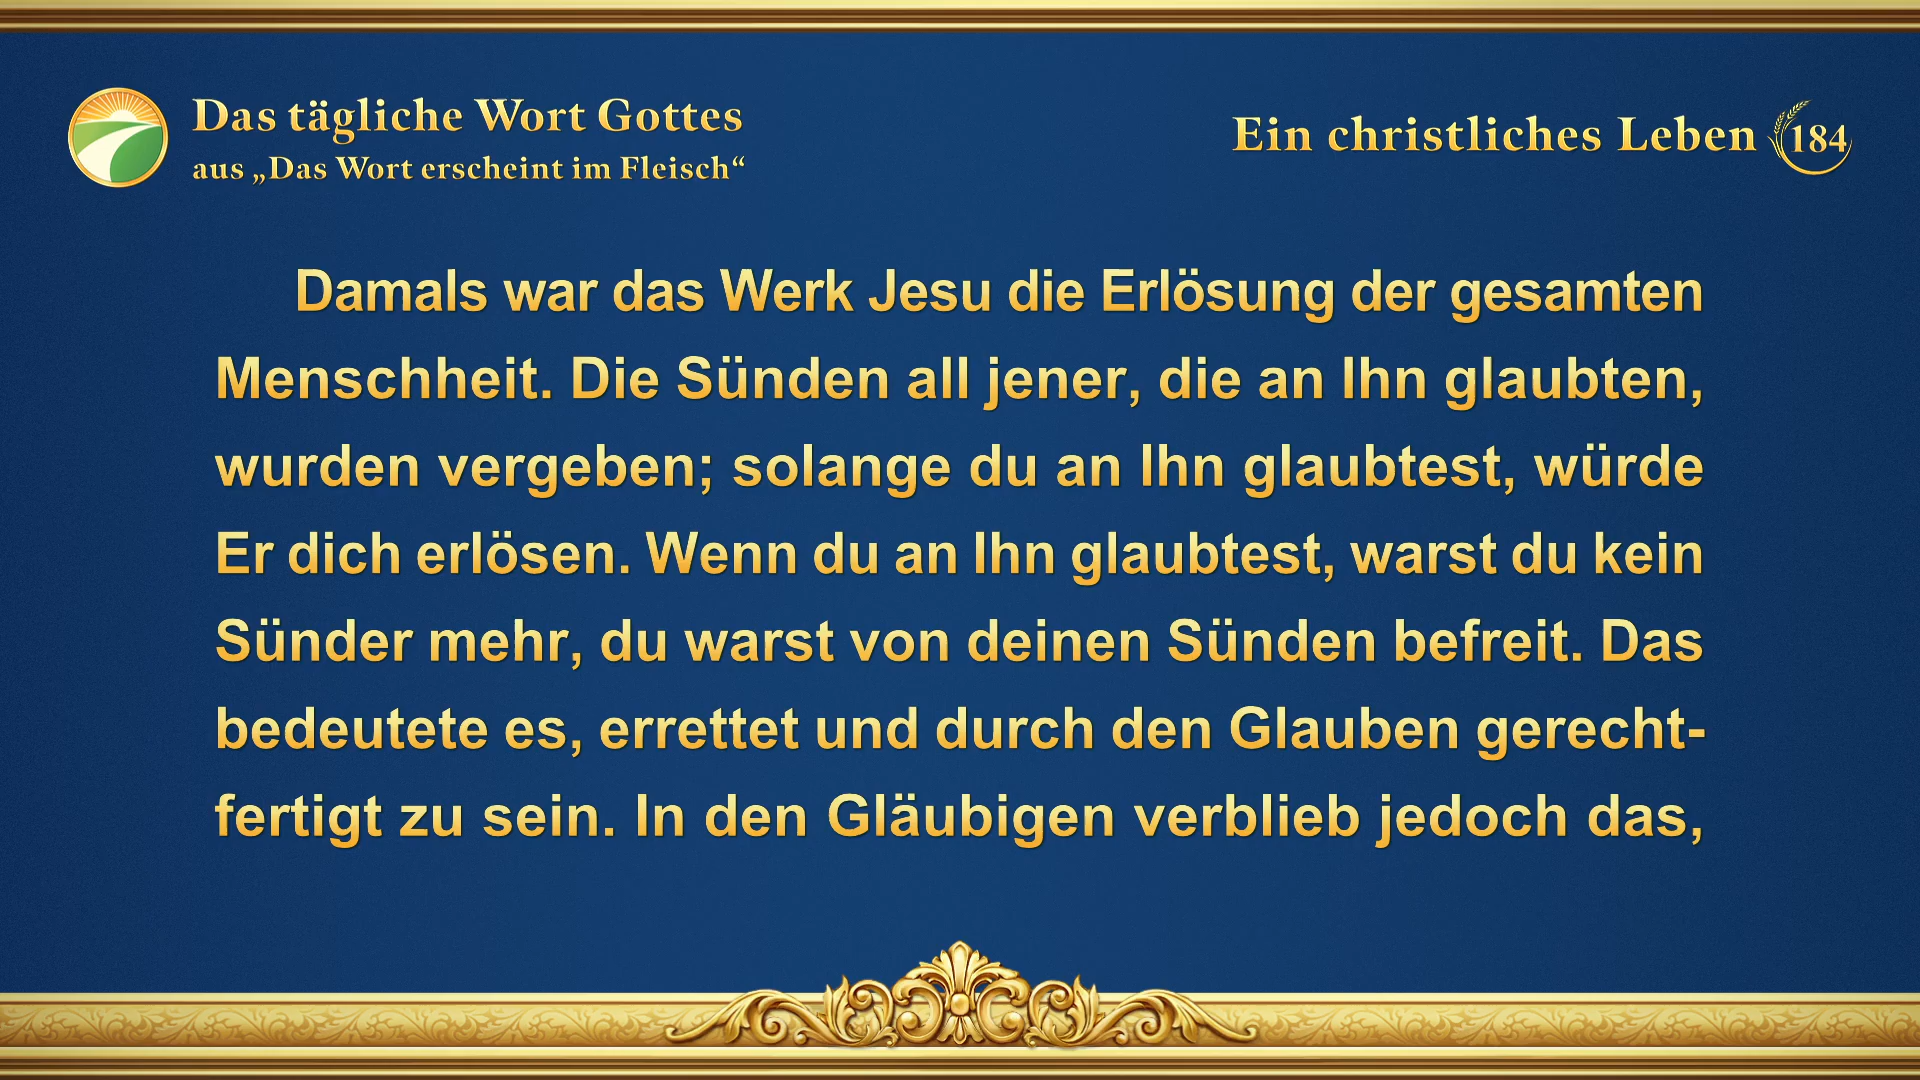 Das tägliche Wort Gottes
aus „Das Wort erscheint im Fleisch“
Ein christliches Leben 184
Damals war das Werk Jesu die Erlösung der gesamten
Menschheit. Die Sünden all jener, die an Ihn glaubten,
wurden vergeben; solange du an Ihn glaubtest, würde
Er dich erlösen. Wenn du an Ihn glaubtest, warst du kein
Sünder mehr, du warst von deinen Sünden befreit. Das
bedeutete es, errettet und durch den Glauben gerecht-
fertigt zu sein. In den Gläubigen verblieb jedoch das,